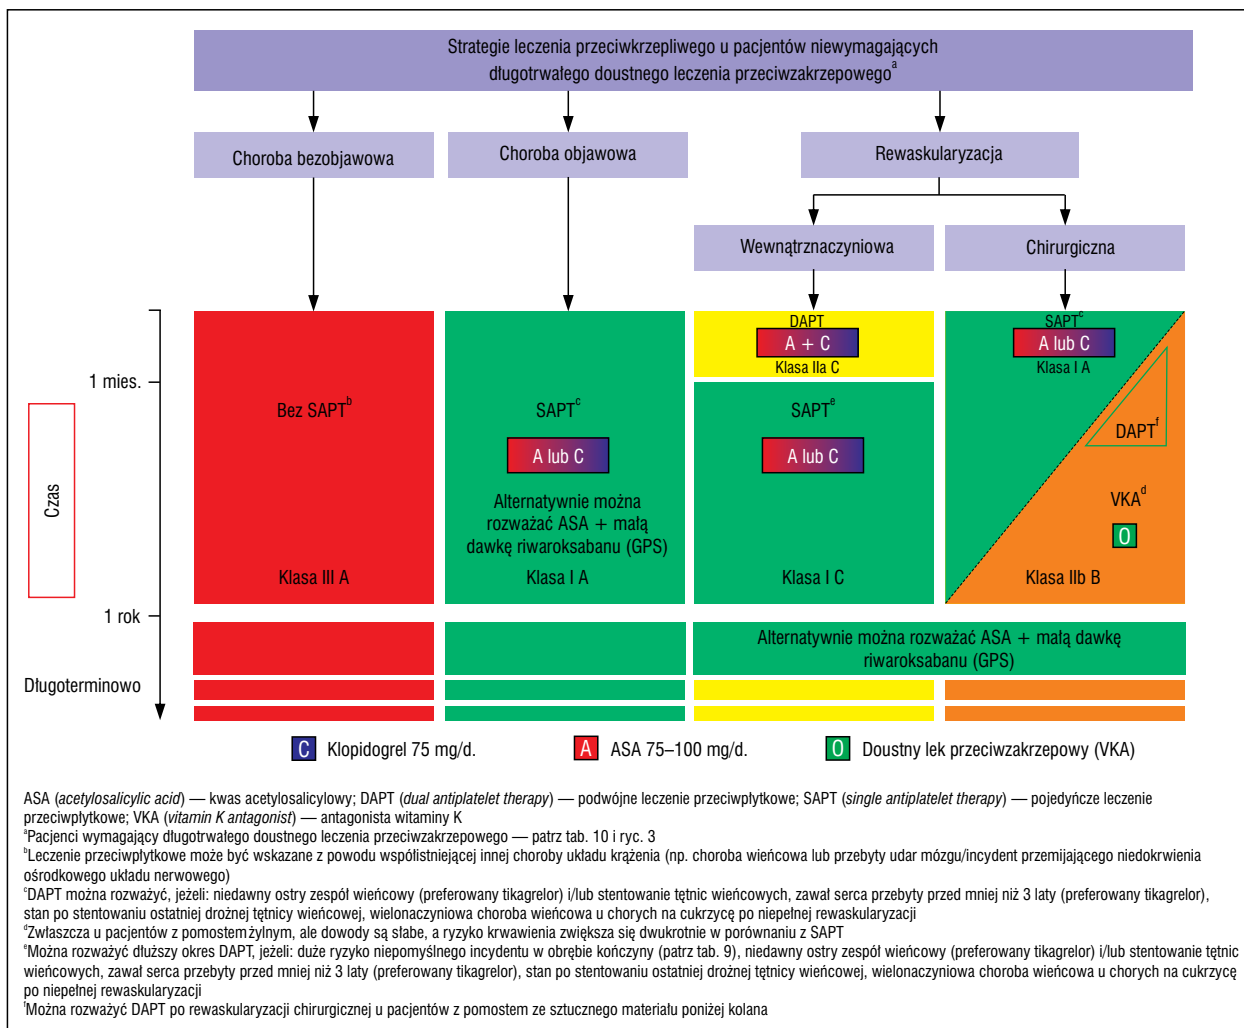 Strategie leczenia przeciwkrzepliwego u pacjentów niewymagających
długotrwałego doustnego leczenia przeciwzakrzepowego^a
Choroba bezobjawowa
Choroba objawowa
Rewaskularyzacja
Wewnątrznaczyniowa
Chirurgiczna
DAPT
A + C
Klasa IIa C
SAPT^c
A lub C
Klasa I A
1 mies.
Bez SAPT^b
SAPT^c
SAPT^e
DAPT^f
A lub C
A lub C
Czas
Alternatywnie można
rozważać ASA + małą
dawkę riwaroksabanu (GPS)
VKA^d
O
Klasa III A
Klasa I A
Klasa I C
Klasa IIb B
1 rok
Alternatywnie można rozważać ASA + małą dawkę
riwaroksabanu (GPS)
Długoterminowo
C Klopidogrel 75 mg/d.
A ASA 75–100 mg/d.
O Doustny lek przeciwzakrzepowy (VKA)
ASA (acetylosalicylic acid) — kwas acetylosalicylowy; DAPT (dual antiplatelet therapy) — podwójne leczenie przeciwpłytkowe; SAPT (single antiplatelet therapy) — pojedyńcze leczenie
przeciwpłytkowe; VKA (vitamin K antagonist) — antagonista witaminy K
^aPacjenci wymagający długotrwałego doustnego leczenia przeciwzakrzepowego — patrz tab. 10 i ryc. 3
^bLeczenie przeciwpłytkowe może być wskazane z powodu współistniejącej innej choroby układu krążenia (np. choroba wieńcowa lub przebyty udar mózgu/incydent przemijającego niedokrwienia
ośrodkowego układu nerwowego)
^cDAPT można rozważyć, jeżeli: niedawny ostry zespół wieńcowy (preferowany tikagrelor) i/lub stentowanie tętnic wieńcowych, zawał serca przebyty przed mniej niż 3 laty (preferowany tikagrelor),
stan po stentowaniu ostatniej drożnej tętnicy wieńcowej, wielonaczyniowa choroba wieńcowa u chorych na cukrzycę po niepełnej rewaskularyzacji
^dZwłaszcza u pacjentów z pomostem żylnym, ale dowody są słabe, a ryzyko krwawienia zwiększa się dwukrotnie w porównaniu z SAPT
^eMożna rozważyć dłuższy okres DAPT, jeżeli: duże ryzyko niepomyślnego incydentu w obrębie kończyny (patrz tab. 9), niedawny ostry zespół wieńcowy (preferowany tikagrelor) i/lub stentowanie tętnic
wieńcowych, zawał serca przebyty przed mniej niż 3 laty (preferowany tikagrelor), stan po stentowaniu ostatniej drożnej tętnicy wieńcowej, wielonaczyniowa choroba wieńcowa u chorych na cukrzycę
po niepełnej rewaskularyzacji
^fMożna rozważyć DAPT po rewaskularyzacji chirurgicznej u pacjentów z pomostem ze sztucznego materiału poniżej kolana